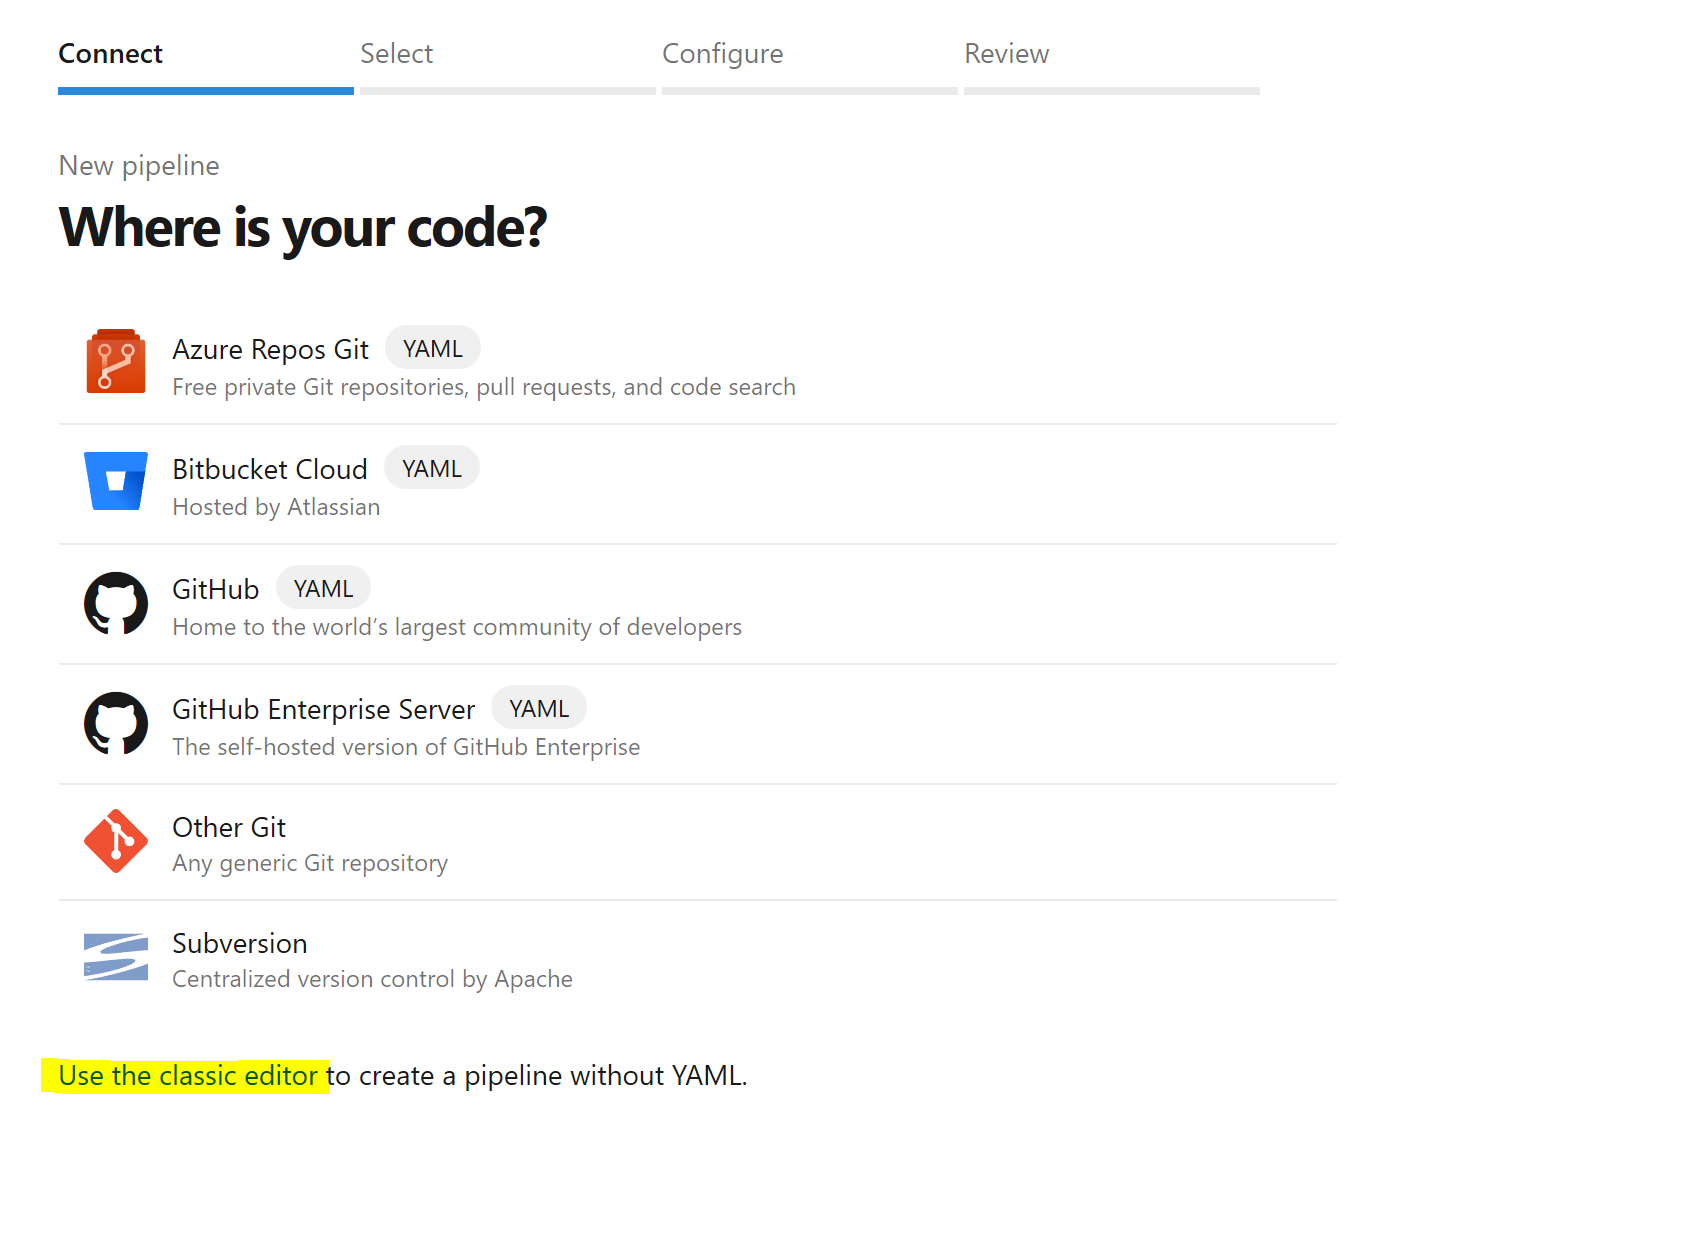 Connect Select Configure Review
New pipeline
Where is your code?
Azure Repos Git YAML
Free private Git repositories, pull requests, and code search
Bitbucket Cloud YAML
Hosted by Atlassian
GitHub YAML
Home to the world’s largest community of developers
GitHub Enterprise Server YAML
The self-hosted version of GitHub Enterprise
Other Git
Any generic Git repository
Subversion
Centralized version control by Apache
Use the classic editor to create a pipeline without YAML.